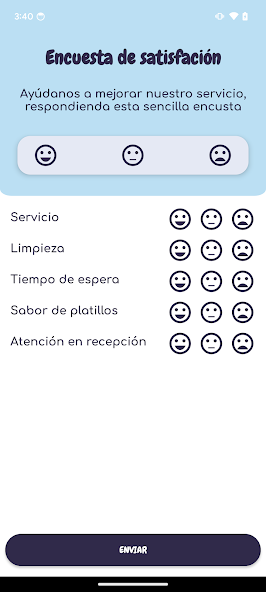 3:40
Encuesta de satisfacción
Ayúdanos a mejorar nuestro servicio,
respondienda esta sencilla encusta
Servicio
Limpieza
Tiempo de espera
Sabor de platillos
Atención en recepción
ENVIAR